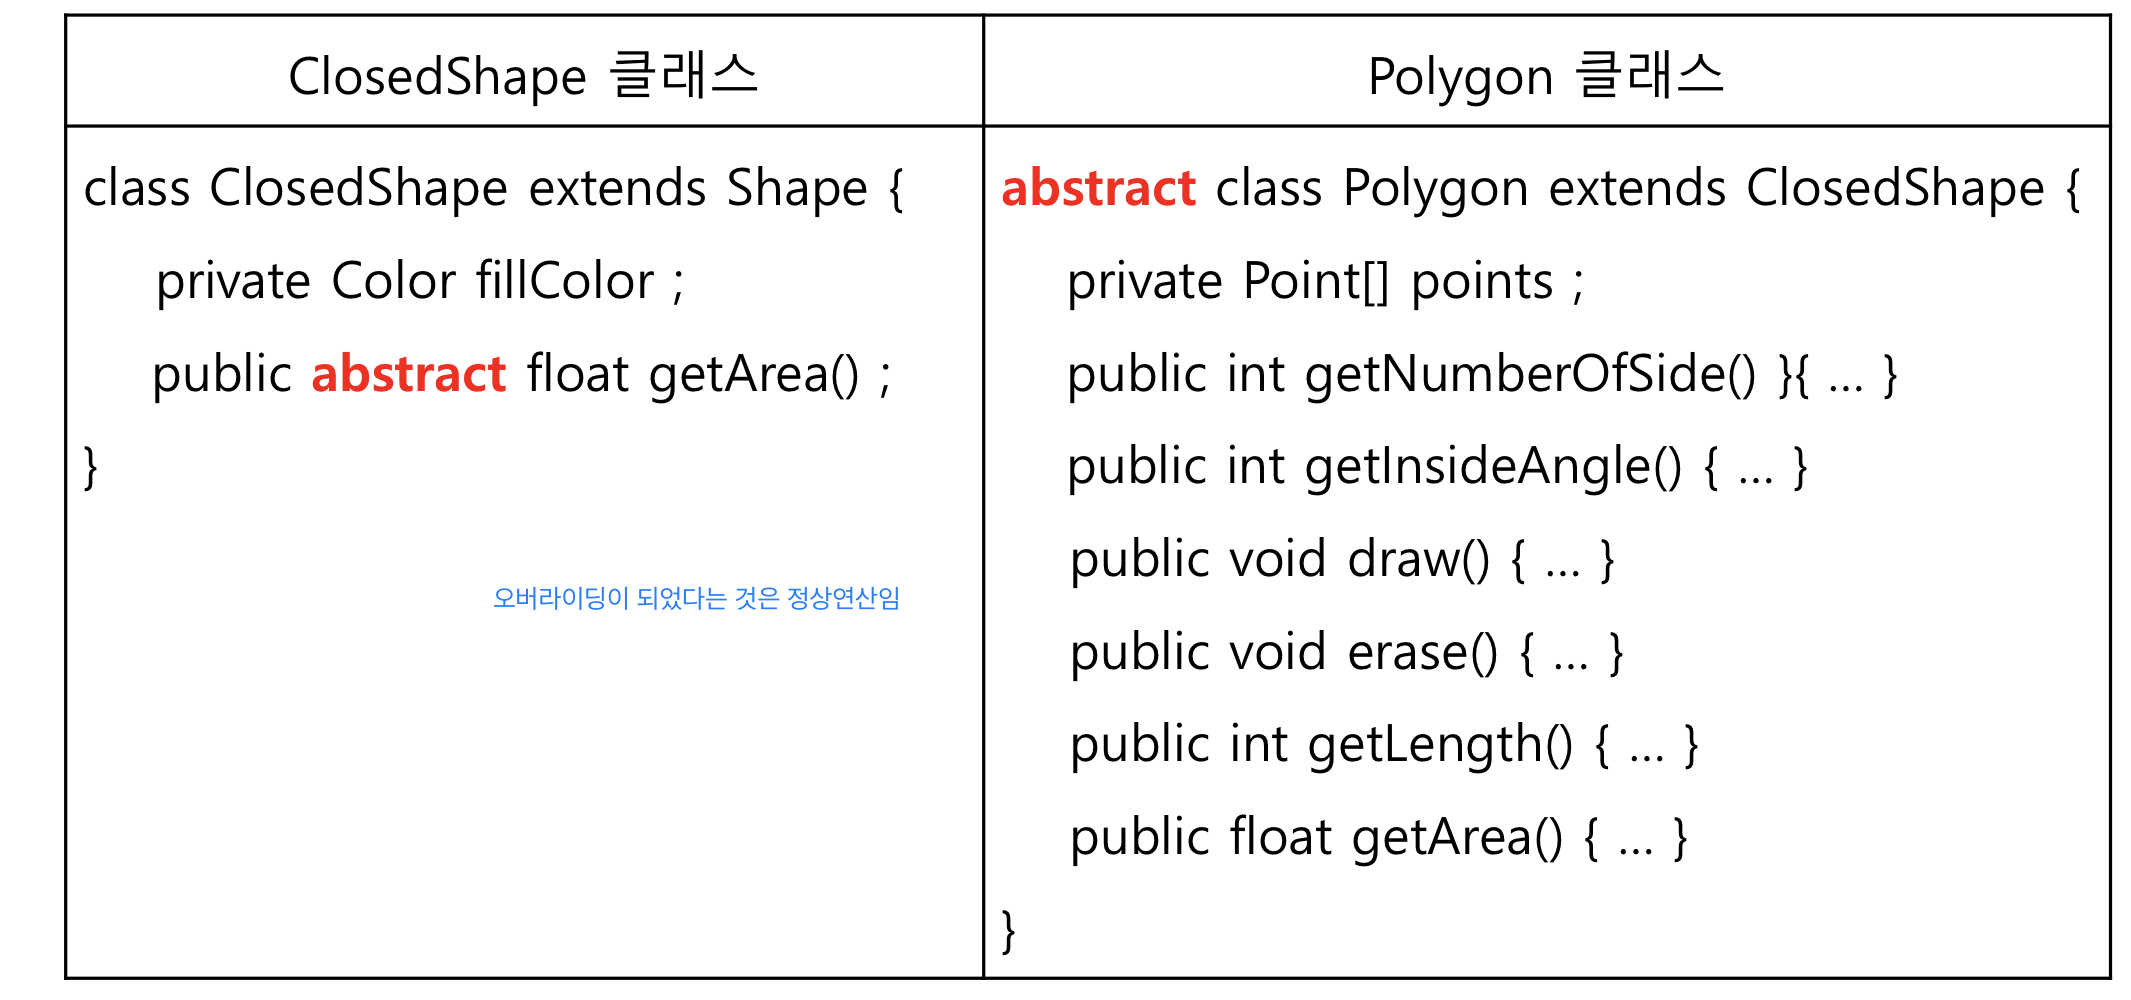 ClosedShape 클래스
Polygon 클래스
class ClosedShape extends Shape {
private Color fillColor ;
public abstract float getArea() ;
}
오버라이딩이 되었다는 것은 정상연산임
abstract class Polygon extends ClosedShape {
private Point[] points ;
public int getNumberOfSide() }{ ... }
public int getInsideAngle() { ... }
public void draw() { ... }
public void erase() { ... }
public int getLength() { ... }
public float getArea() { ... }
}